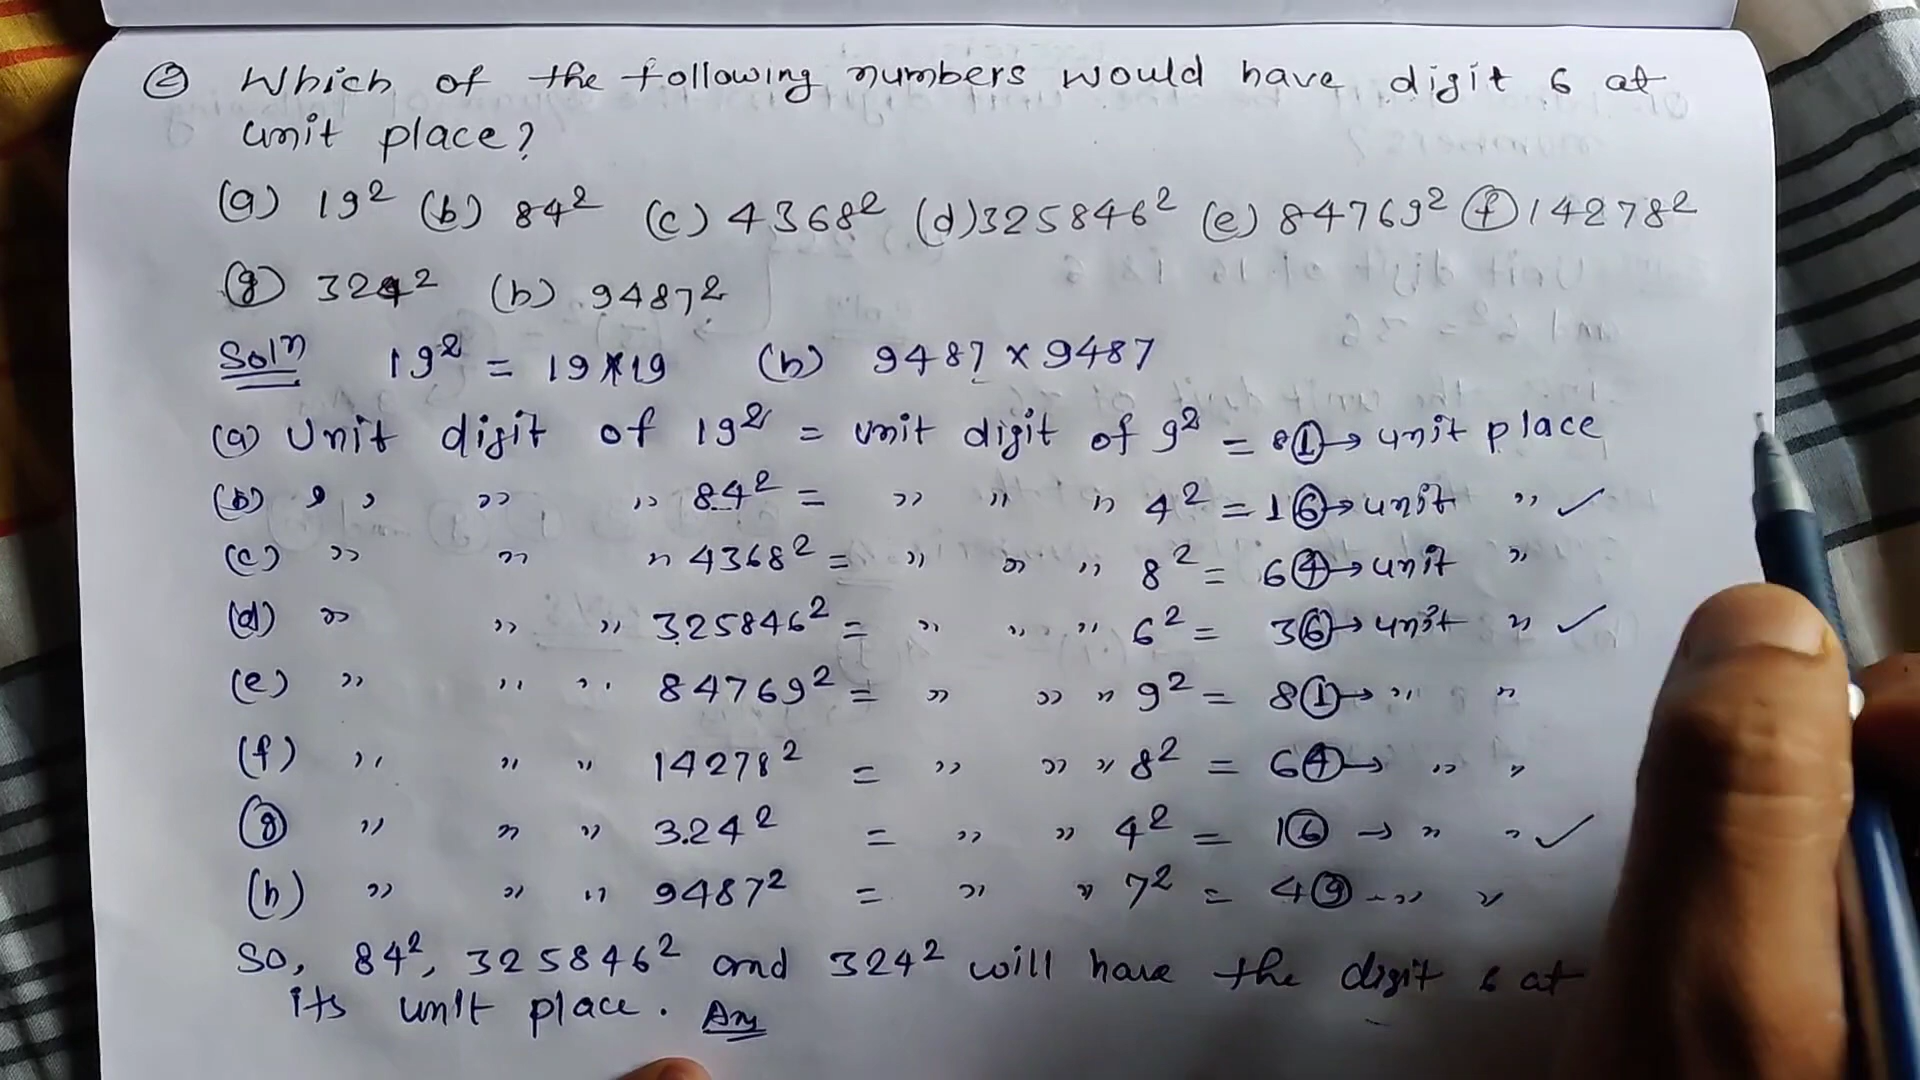 ② Which of the following numbers would have digit 6 at
unit place?
(a) 19² (b) 84² (c) 4368² (d) 325846² (e) 84769² (f) 14278²
(g) 324² (h) 9487²
Solⁿ 19² = 19×19 (h) 9487 × 9487
(a) Unit digit of 19² = unit digit of 9² = 81 → unit place
(b) ,, ,, ,, 84² = ,, ,, ,, 4² = 16 → unit ,, ✓
(c) ,, ,, ,, 4368² = ,, ,, ,, 8² = 64 → unit ,,
(d) ,, ,, ,, 325846² = ,, ,, ,, 6² = 36 → unit ,, ✓
(e) ,, ,, ,, 84769² = ,, ,, ,, 9² = 81 → ,, ,,
(f) ,, ,, ,, 14278² = ,, ,, ,, 8² = 64 → ,, ,,
(g) ,, ,, ,, 324² = ,, ,, 4² = 16 → ,, ,, ✓
(h) ,, ,, ,, 9487² = ,, ,, 7² = 49 → ,, ,,
So, 84², 325846² and 324² will have the digit 6 at
its unit place. Ans